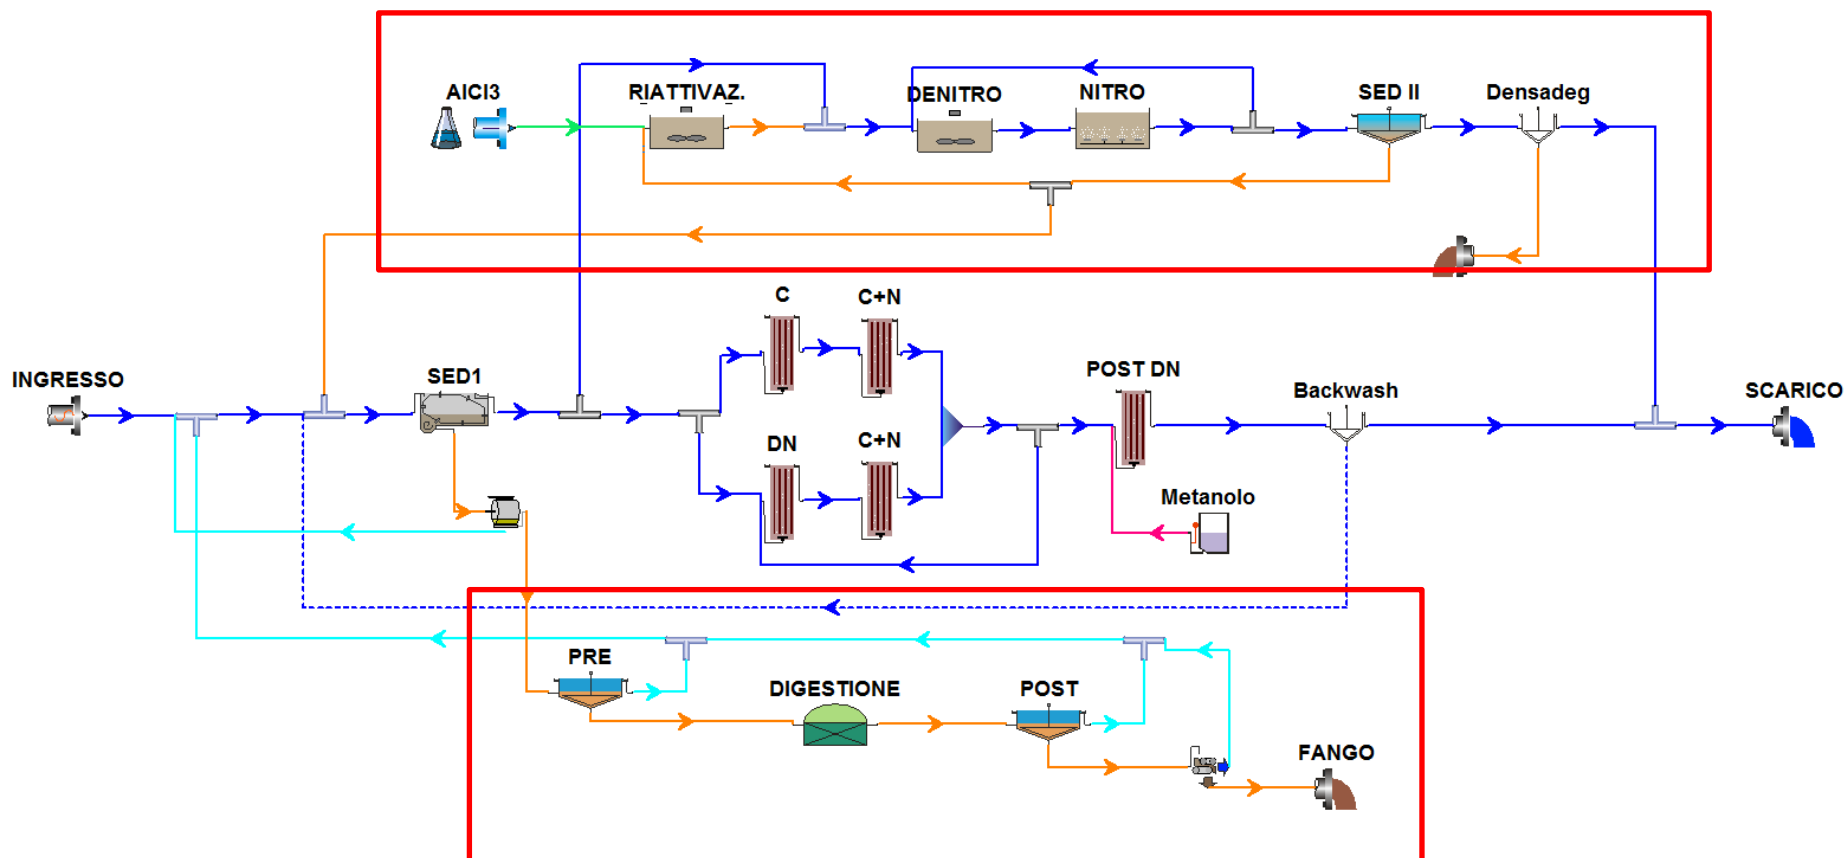 AlCl3
RIATTIVAZ.
DENITRO
NITRO
SED II
Densadeg
C
C+N
INGRESSO
SED1
POST DN
Backwash
SCARICO
DN
C+N
Metanolo
PRE
DIGESTIONE
POST
FANGO